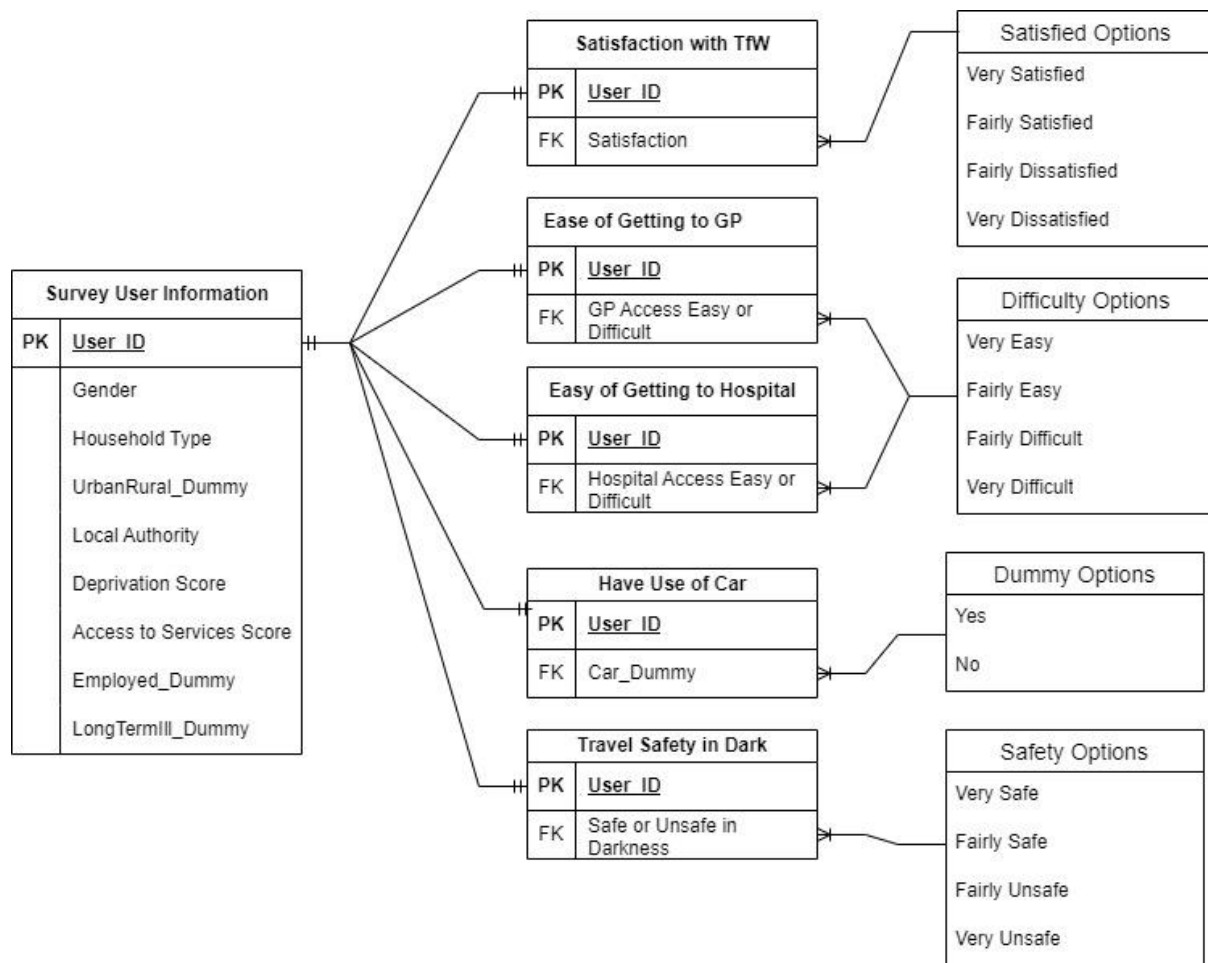 Survey User Information
PK User_ID
Gender
Household Type
UrbanRural_Dummy
Local Authority
Deprivation Score
Access to Services Score
Employed_Dummy
LongTermIll_Dummy
Satisfaction with TfW
PK User_ID
FK Satisfaction
Ease of Getting to GP
PK User_ID
FK GP Access Easy or
Difficult
Easy of Getting to Hospital
PK User_ID
FK Hospital Access Easy or
Difficult
Have Use of Car
PK User_ID
FK Car_Dummy
Travel Safety in Dark
PK User_ID
FK Safe or Unsafe in
Darkness
Satisfied Options
Very Satisfied
Fairly Satisfied
Fairly Dissatisfied
Very Dissatisfied
Difficulty Options
Very Easy
Fairly Easy
Fairly Difficult
Very Difficult
Dummy Options
Yes
No
Safety Options
Very Safe
Fairly Safe
Fairly Unsafe
Very Unsafe